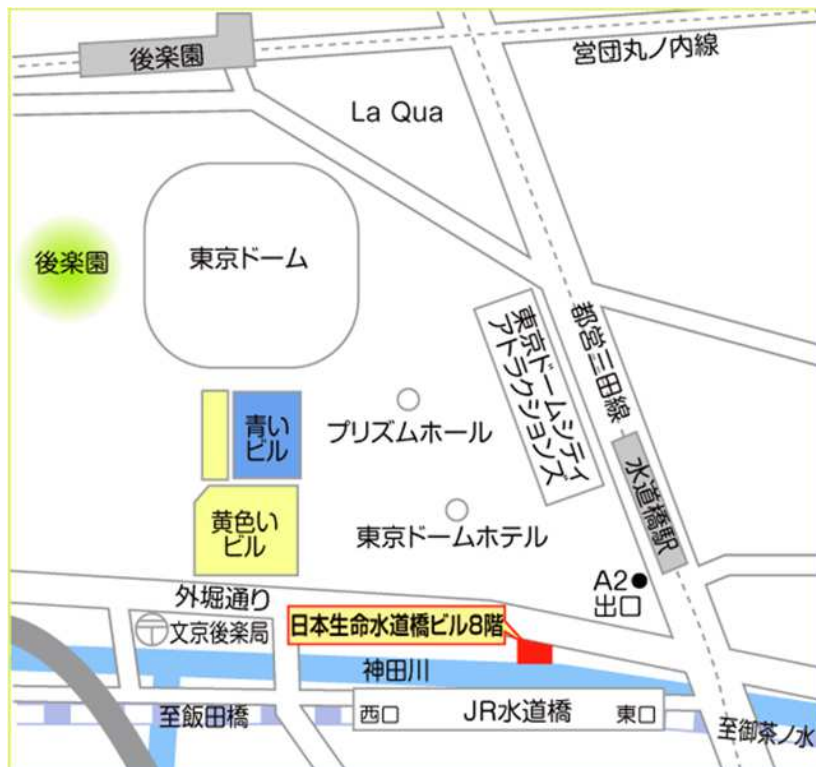 後楽園
営団丸ノ内線
La Qua
後楽園
東京ドーム
東京ドームシティ
アトラクションズ
都営三田線
青い
ビル
プリズムホール
水道橋駅
黄色い
ビル
東京ドームホテル
A2
出口
外堀通り
文京後楽局
日本生命水道橋ビル8階
神田川
至飯田橋
西口
JR水道橋
東口
至御茶ノ水